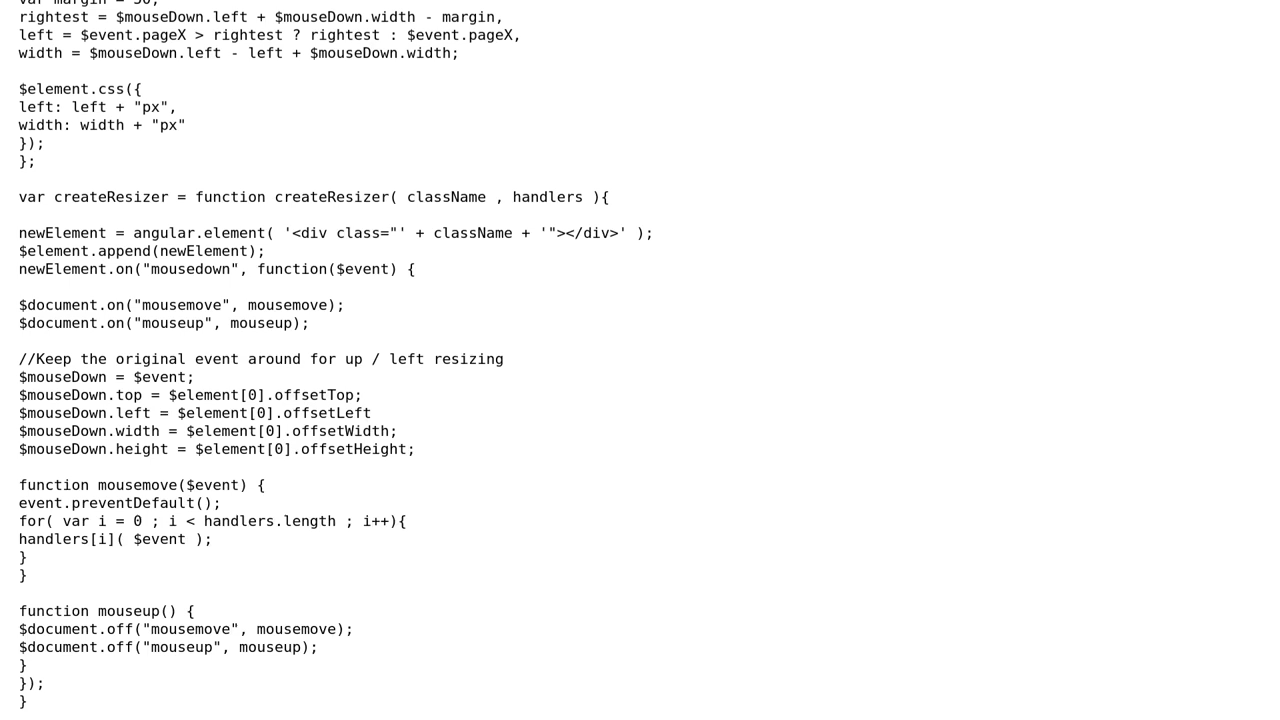 var margin = 50,
rightest = $mouseDown.left + $mouseDown.width - margin,
left = $event.pageX > rightest ? rightest : $event.pageX,
width = $mouseDown.left - left + $mouseDown.width;

$element.css({
left: left + "px",
width: width + "px"
});
};

var createResizer = function createResizer( className , handlers ){

newElement = angular.element( '<div class="' + className + '"></div>' );
$element.append(newElement);
newElement.on("mousedown", function($event) {

$document.on("mousemove", mousemove);
$document.on("mouseup", mouseup);

//Keep the original event around for up / left resizing
$mouseDown = $event;
$mouseDown.top = $element[0].offsetTop;
$mouseDown.left = $element[0].offsetLeft
$mouseDown.width = $element[0].offsetWidth;
$mouseDown.height = $element[0].offsetHeight;

function mousemove($event) {
event.preventDefault();
for( var i = 0 ; i < handlers.length ; i++){
handlers[i]( $event );
}
}

function mouseup() {
$document.off("mousemove", mousemove);
$document.off("mouseup", mouseup);
}
});
}